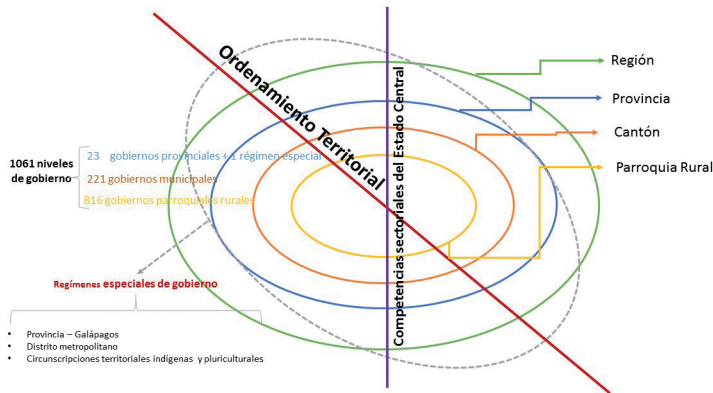 Ordenamiento Territorial
Competencias sectoriales del Estado Central
Región
Provincia
Cantón
Parroquia Rural
1061 niveles
de gobierno
23 gobiernos provinciales + 1 régimen especial
221 gobiernos municipales
816 gobiernos parroquiales rurales
Regímenes especiales de gobierno
• Provincia – Galápagos
• Distrito metropolitano
• Circunscripciones territoriales indígenas y pluriculturales